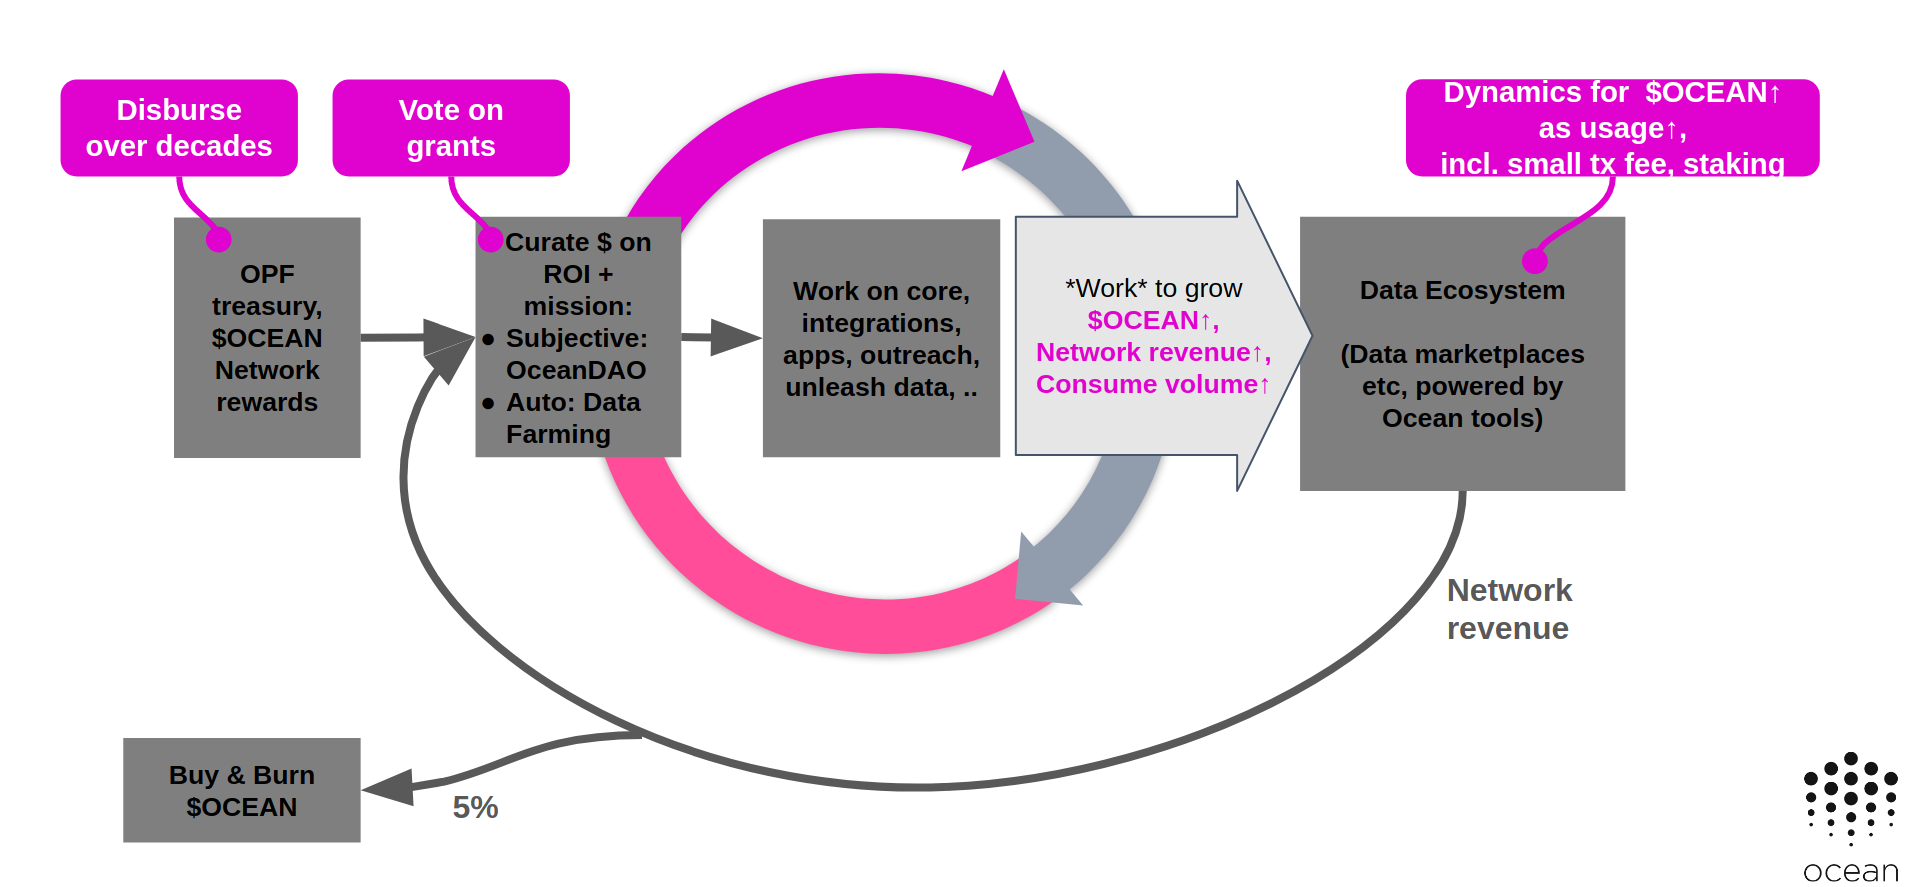 Disburse
over decades
Vote on
grants
Dynamics for  $OCEAN↑
as usage↑,
incl. small tx fee, staking
OPF
treasury,
$OCEAN
Network
rewards
Curate $ on
ROI +
mission:
● Subjective:
OceanDAO
● Auto: Data
Farming
Work on core,
integrations,
apps, outreach,
unleash data, ..
*Work* to grow
$OCEAN↑,
Network revenue↑,
Consume volume↑
Data Ecosystem
(Data marketplaces
etc, powered by
Ocean tools)
Network
revenue
Buy & Burn
$OCEAN
5%
ocean